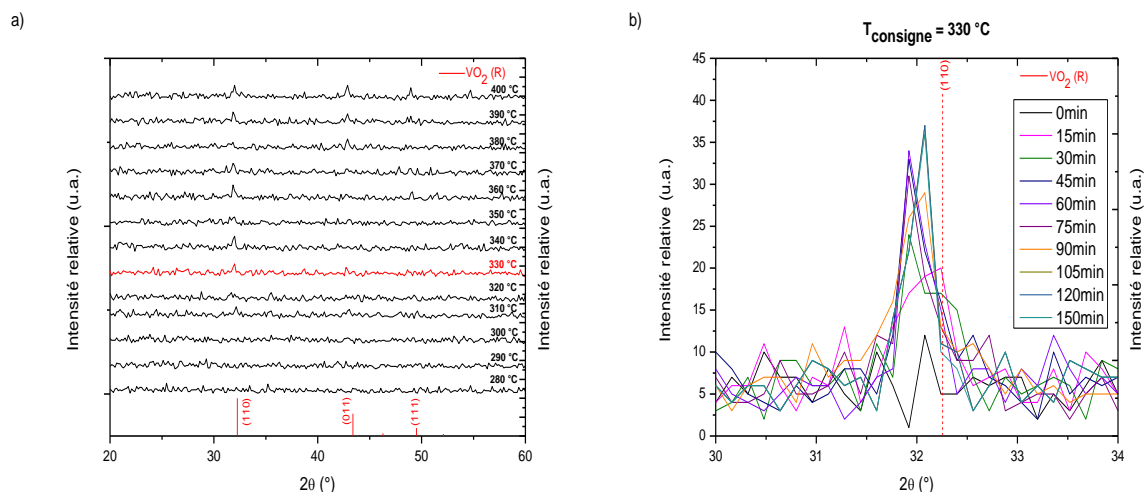 a)
VO2 (R)
400 °C
390 °C
380 °C
370 °C
360 °C
350 °C
340 °C
330 °C
320 °C
310 °C
300 °C
290 °C
280 °C
(110)
(011)
(111)
20 30 40 50 60
2θ (°)
Intensité relative (u.a.)
Intensité relative (u.a.)
b)
Tconsigne = 330 °C
(110)
VO2 (R)
0min
15min
30min
45min
60min
75min
90min
105min
120min
150min
45
40
35
30
25
20
15
10
5
0
30 31 32 33 34
2θ (°)
Intensité relative (u.a.)
Intensité relative (u.a.)